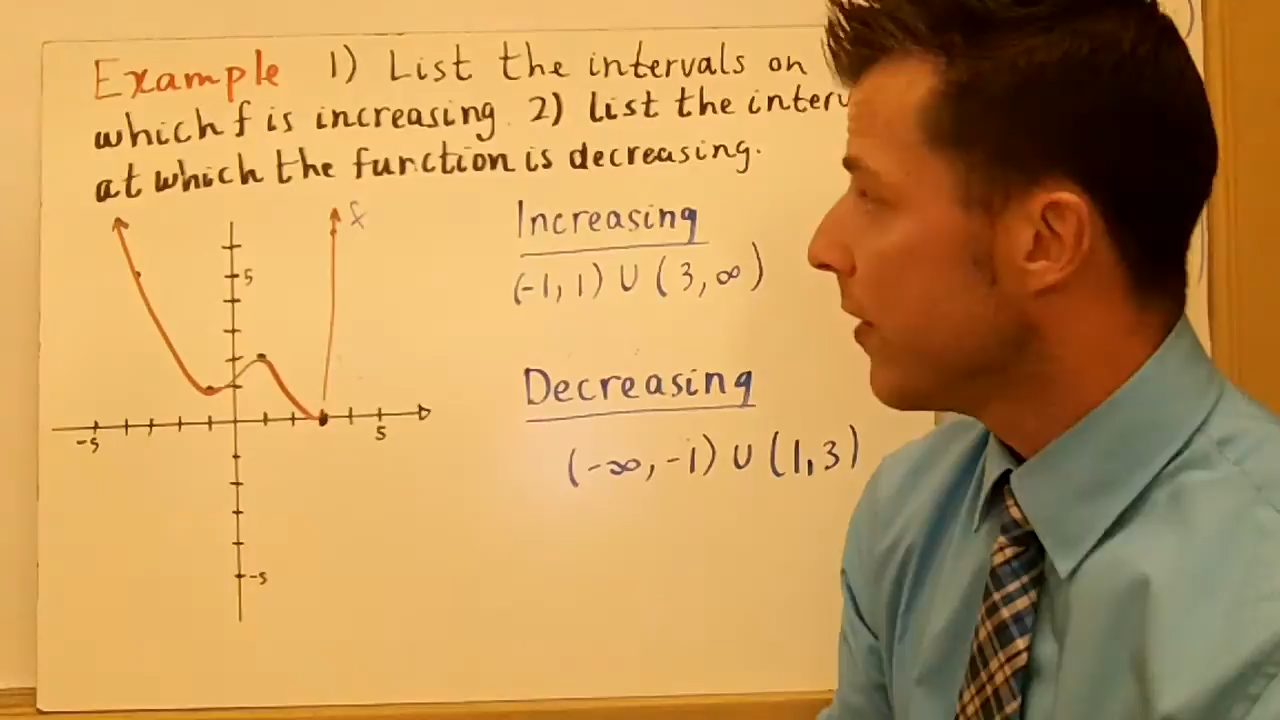 Example 1) List the intervals on
which f is increasing. 2) list the interv
at which the function is decreasing.
f
Increasing
(-1, 1) ∪ (3, ∞)
5
Decreasing
(-∞, -1) ∪ (1, 3)
-5
5
-5